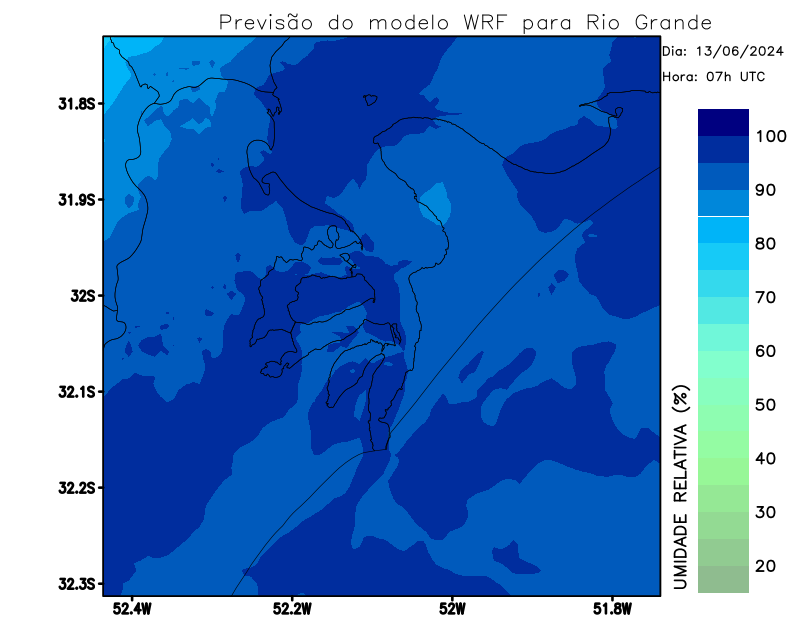 Previsão do modelo WRF para Rio Grande
Dia: 13/06/2024
Hora: 07h UTC
31.8S
31.9S
32S
32.1S
32.2S
32.3S
52.4W
52.2W
52W
51.8W
100
90
80
70
60
50
40
30
20
UMIDADE RELATIVA (%)